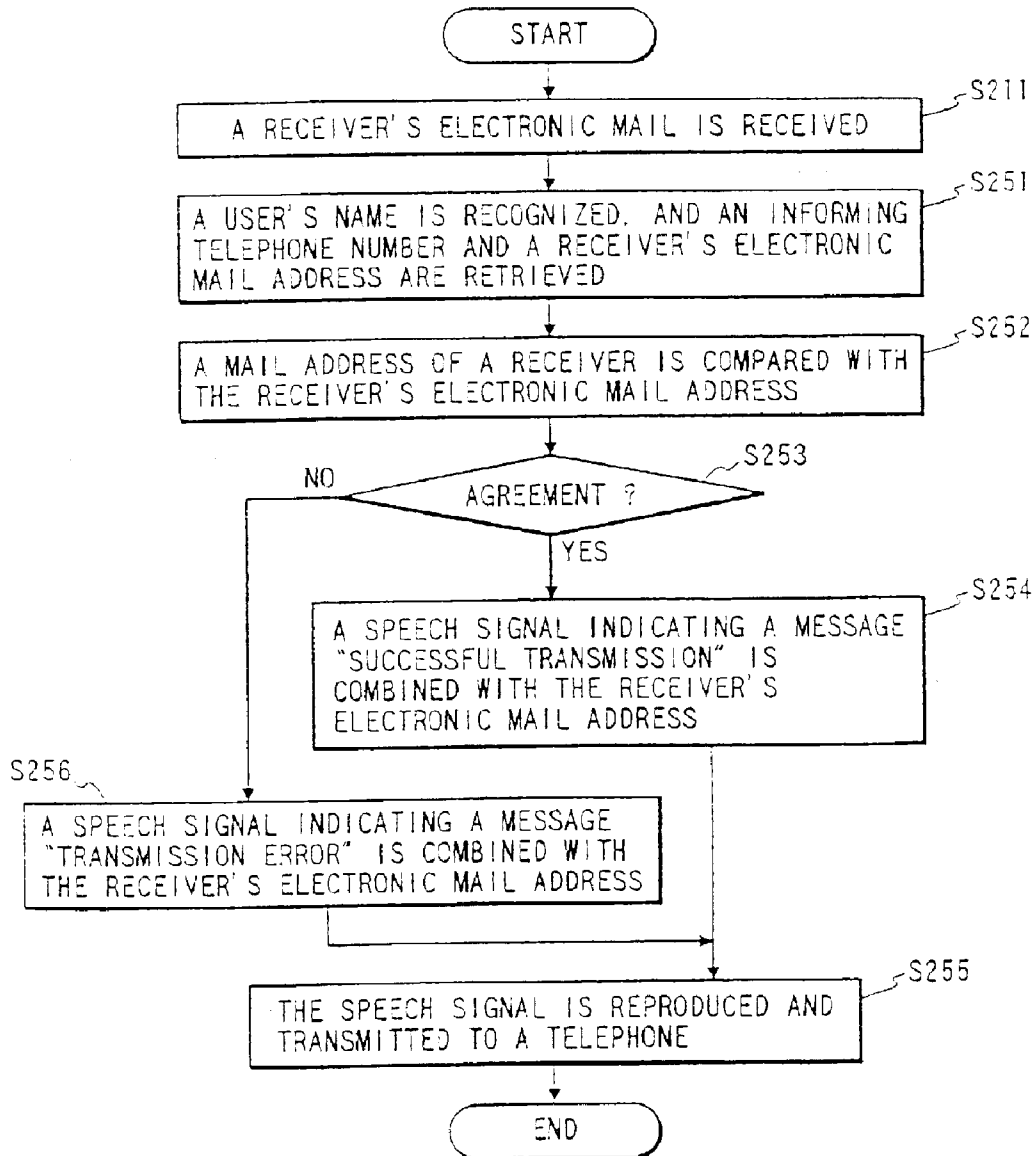 START
S211
A RECEIVER'S ELECTRONIC MAIL IS RECEIVED
S251
A USER'S NAME IS RECOGNIZED, AND AN INFORMING
TELEPHONE NUMBER AND A RECEIVER'S ELECTRONIC
MAIL ADDRESS ARE RETRIEVED
S252
A MAIL ADDRESS OF A RECEIVER IS COMPARED WITH
THE RECEIVER'S ELECTRONIC MAIL ADDRESS
S253
NO
AGREEMENT ?
YES
S254
A SPEECH SIGNAL INDICATING A MESSAGE
"SUCCESSFUL TRANSMISSION" IS
COMBINED WITH THE RECEIVER'S
ELECTRONIC MAIL ADDRESS
S256
A SPEECH SIGNAL INDICATING A MESSAGE
"TRANSMISSION ERROR" IS COMBINED WITH
THE RECEIVER'S ELECTRONIC MAIL ADDRESS
S255
THE SPEECH SIGNAL IS REPRODUCED AND
TRANSMITTED TO A TELEPHONE
END